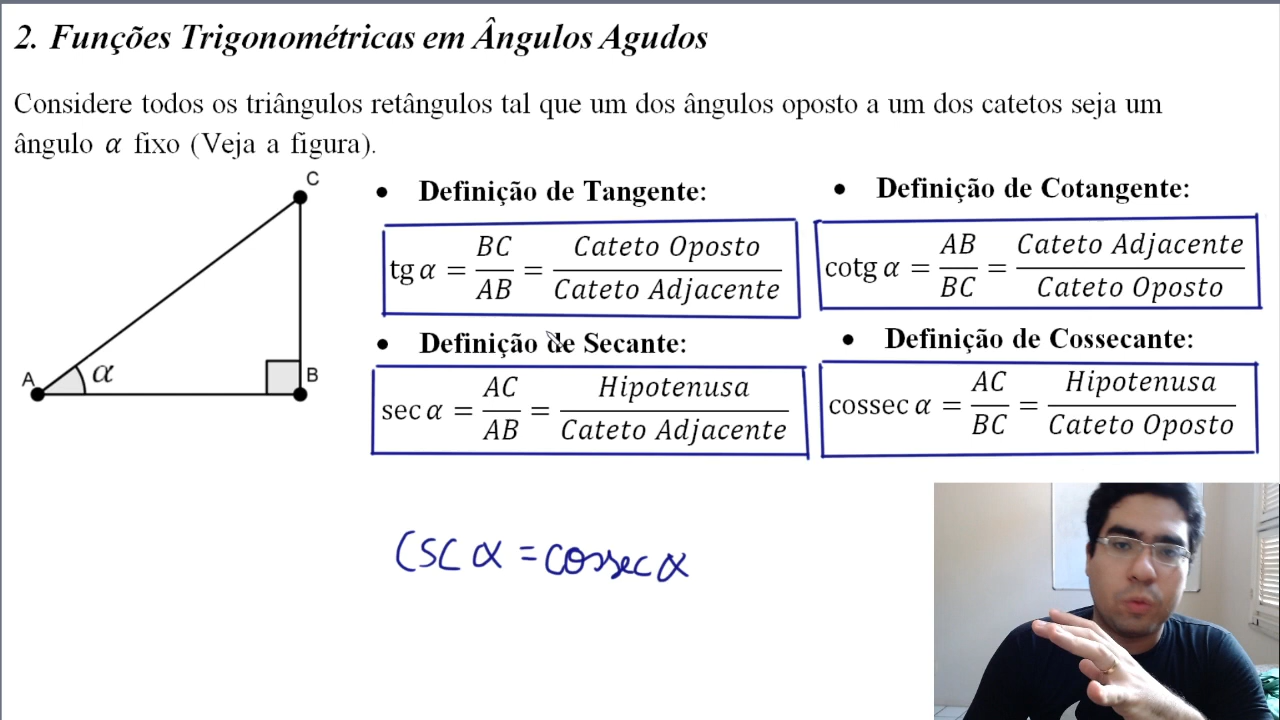 2. Funções Trigonométricas em Ângulos Agudos
Considere todos os triângulos retângulos tal que um dos ângulos oposto a um dos catetos seja um
ângulo α fixo (Veja a figura).
C
A
α
B
• Definição de Tangente:
tg α = BC/AB = Cateto Oposto/Cateto Adjacente
• Definição de Cotangente:
cotg α = AB/BC = Cateto Adjacente/Cateto Oposto
• Definição de Secante:
sec α = AC/AB = Hipotenusa/Cateto Adjacente
• Definição de Cossecante:
cossec α = AC/BC = Hipotenusa/Cateto Oposto
CSC α = cossec α